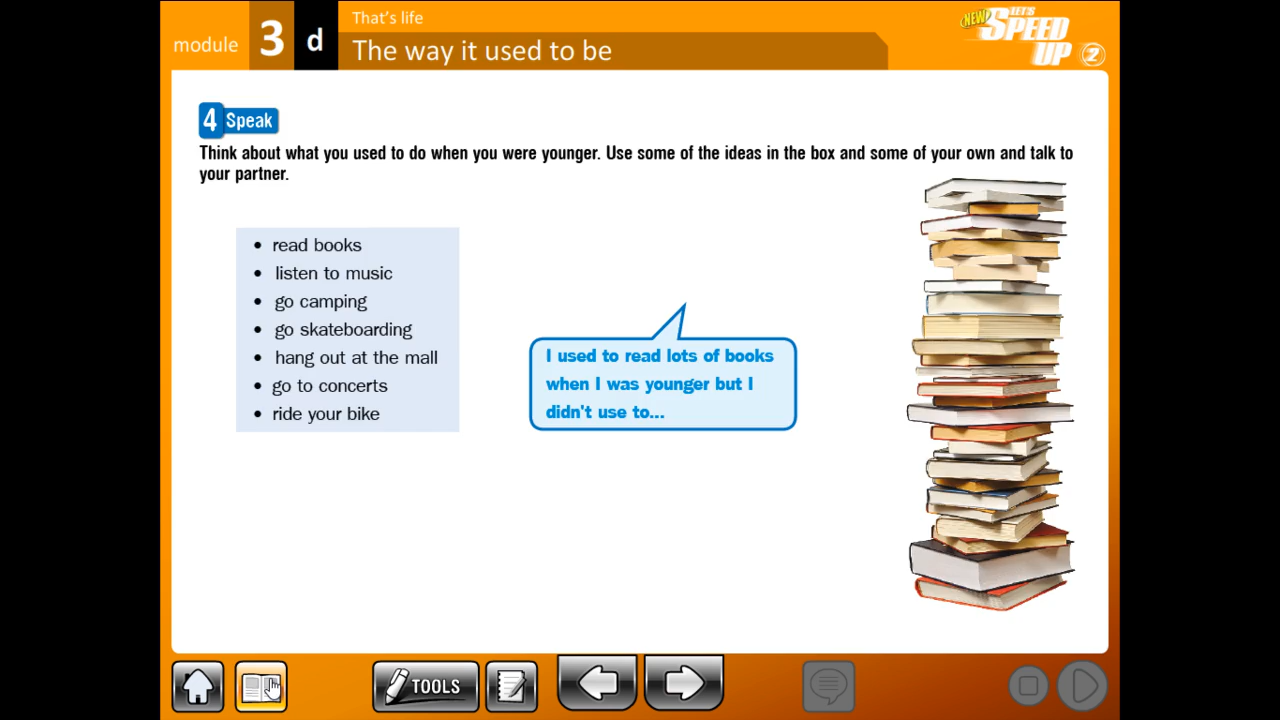 module 3 d
That's life
The way it used to be
NEW LET'S
SPEED
UP 2
4 Speak
Think about what you used to do when you were younger. Use some of the ideas in the box and some of your own and talk to
your partner.
• read books
• listen to music
• go camping
• go skateboarding
• hang out at the mall
• go to concerts
• ride your bike
I used to read lots of books
when I was younger but I
didn't use to...
TOOLS